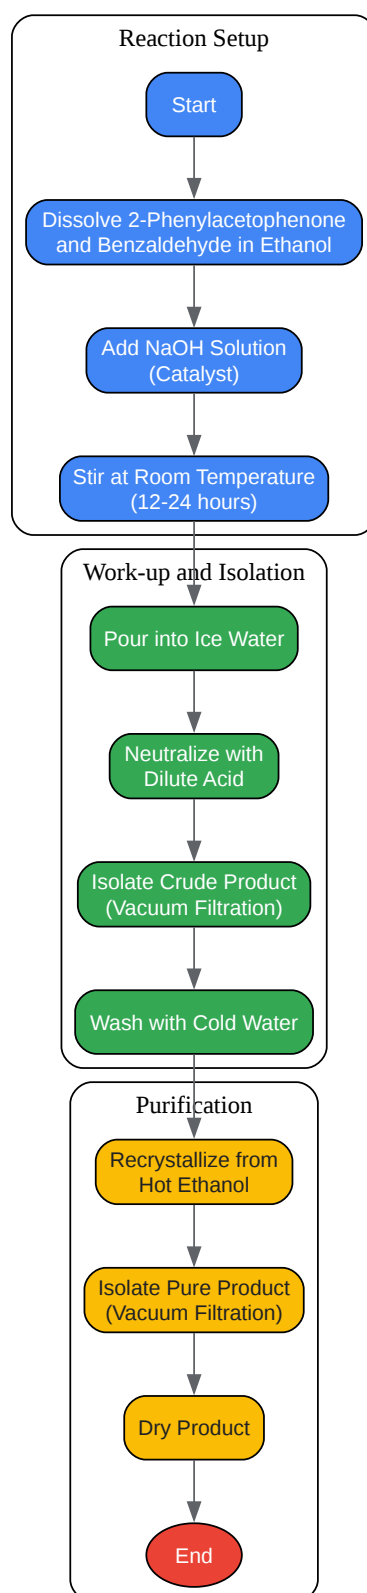 Reaction Setup
Start
Dissolve 2-Phenylacetophenone
and Benzaldehyde in Ethanol
Add NaOH Solution
(Catalyst)
Stir at Room Temperature
(12-24 hours)
Work-up and Isolation
Pour into Ice Water
Neutralize with
Dilute Acid
Isolate Crude Product
(Vacuum Filtration)
Wash with Cold Water
Purification
Recrystallize from
Hot Ethanol
Isolate Pure Product
(Vacuum Filtration)
Dry Product
End